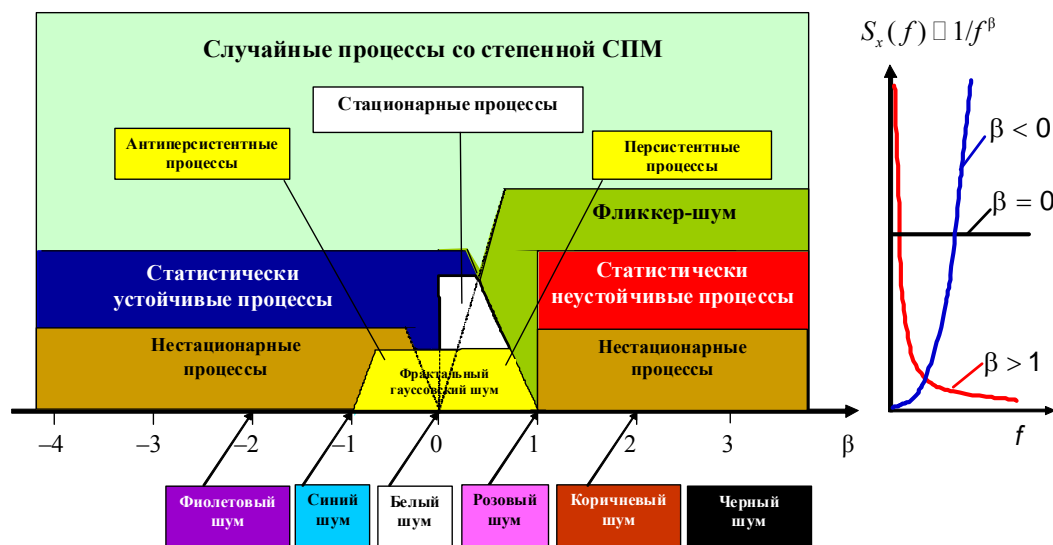 Случайные процессы со степенной СПМ
Стационарные процессы
Антиперсистентные
процессы
Персистентные
процессы
Фликкер-шум
Статистически
устойчивые процессы
Статистически
неустойчивые процессы
Нестационарные
процессы
Фрактальный
гауссовский шум
Нестационарные
процессы
–4 –3 –2 –1 0 1 2 3 β
Фиолетовый
шум
Синий
шум
Белый
шум
Розовый
шум
Коричневый
шум
Черный
шум
Sₓ(f) □ 1/f^β
β < 0
β = 0
β > 1
f